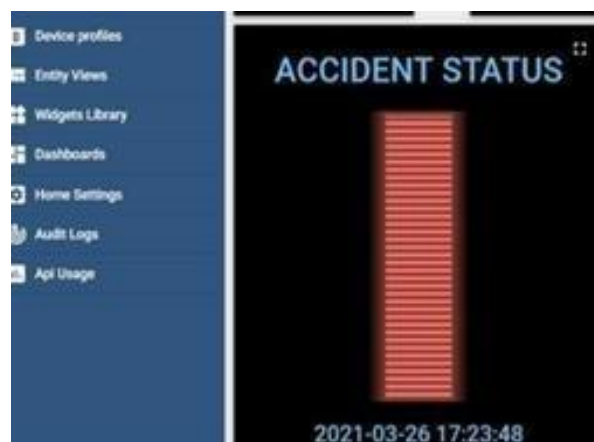 Device profiles
Entity Views
Widgets Library
Dashboards
Home Settings
Audit Logs
Api Usage
ACCIDENT STATUS
2021-03-26 17:23:48